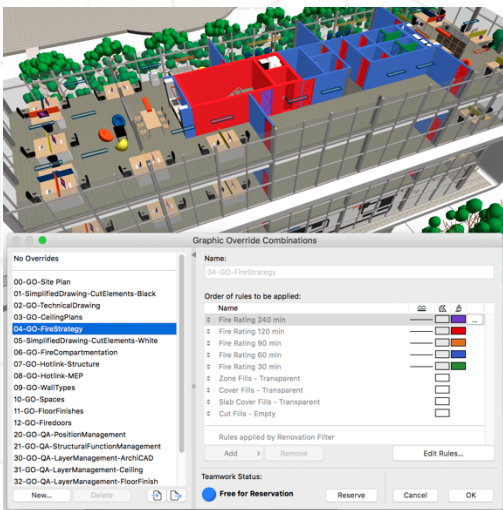 Graphic Override Combinations
No Overrides
00-GO-Site Plan
01-SimplifiedDrawing-CutElements-Black
02-GO-TechnicalDrawing
03-GO-CeilingPlans
04-GO-FireStrategy
05-SimplifiedDrawing-CutElements-White
06-GO-FireCompartmentation
07-GO-Hotlink-Structure
08-GO-Hotlink-MEP
09-GO-WallTypes
10-GO-Spaces
11-GO-FloorFinishes
12-GO-Firedoors
20-GO-QA-PositionManagement
21-GO-QA-StructuralFunctionManagement
30-GO-QA-LayerManagement-ArchiCAD
31-GO-QA-LayerManagement-Ceiling
32-GO-QA-LayerManagement-FloorFinish
New...
Delete
Name:
04-GO-FireStrategy
Order of rules to be applied:
Name
Fire Rating 240 min
...
Fire Rating 120 min
Fire Rating 90 min
Fire Rating 60 min
Fire Rating 30 min
Zone Fills - Transparent
Cover Fills - Transparent
Slab Cover Fills - Transparent
Cut Fills - Empty
Rules applied by Renovation Filter
Add
Remove
Edit Rules...
Teamwork Status:
Free for Reservation
Reserve
Cancel
OK